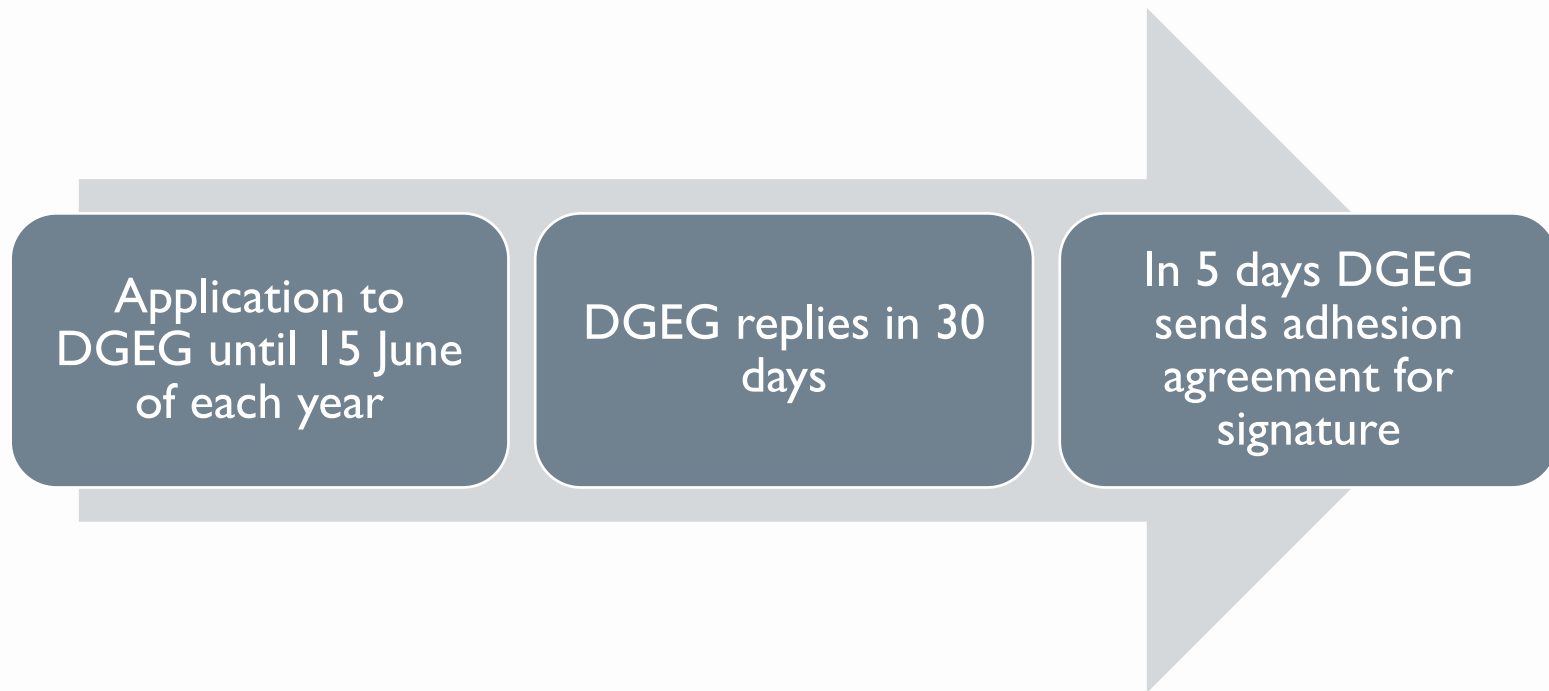 Application to
DGEG until 15 June
of each year
DGEG replies in 30
days
In 5 days DGEG
sends adhesion
agreement for
signature